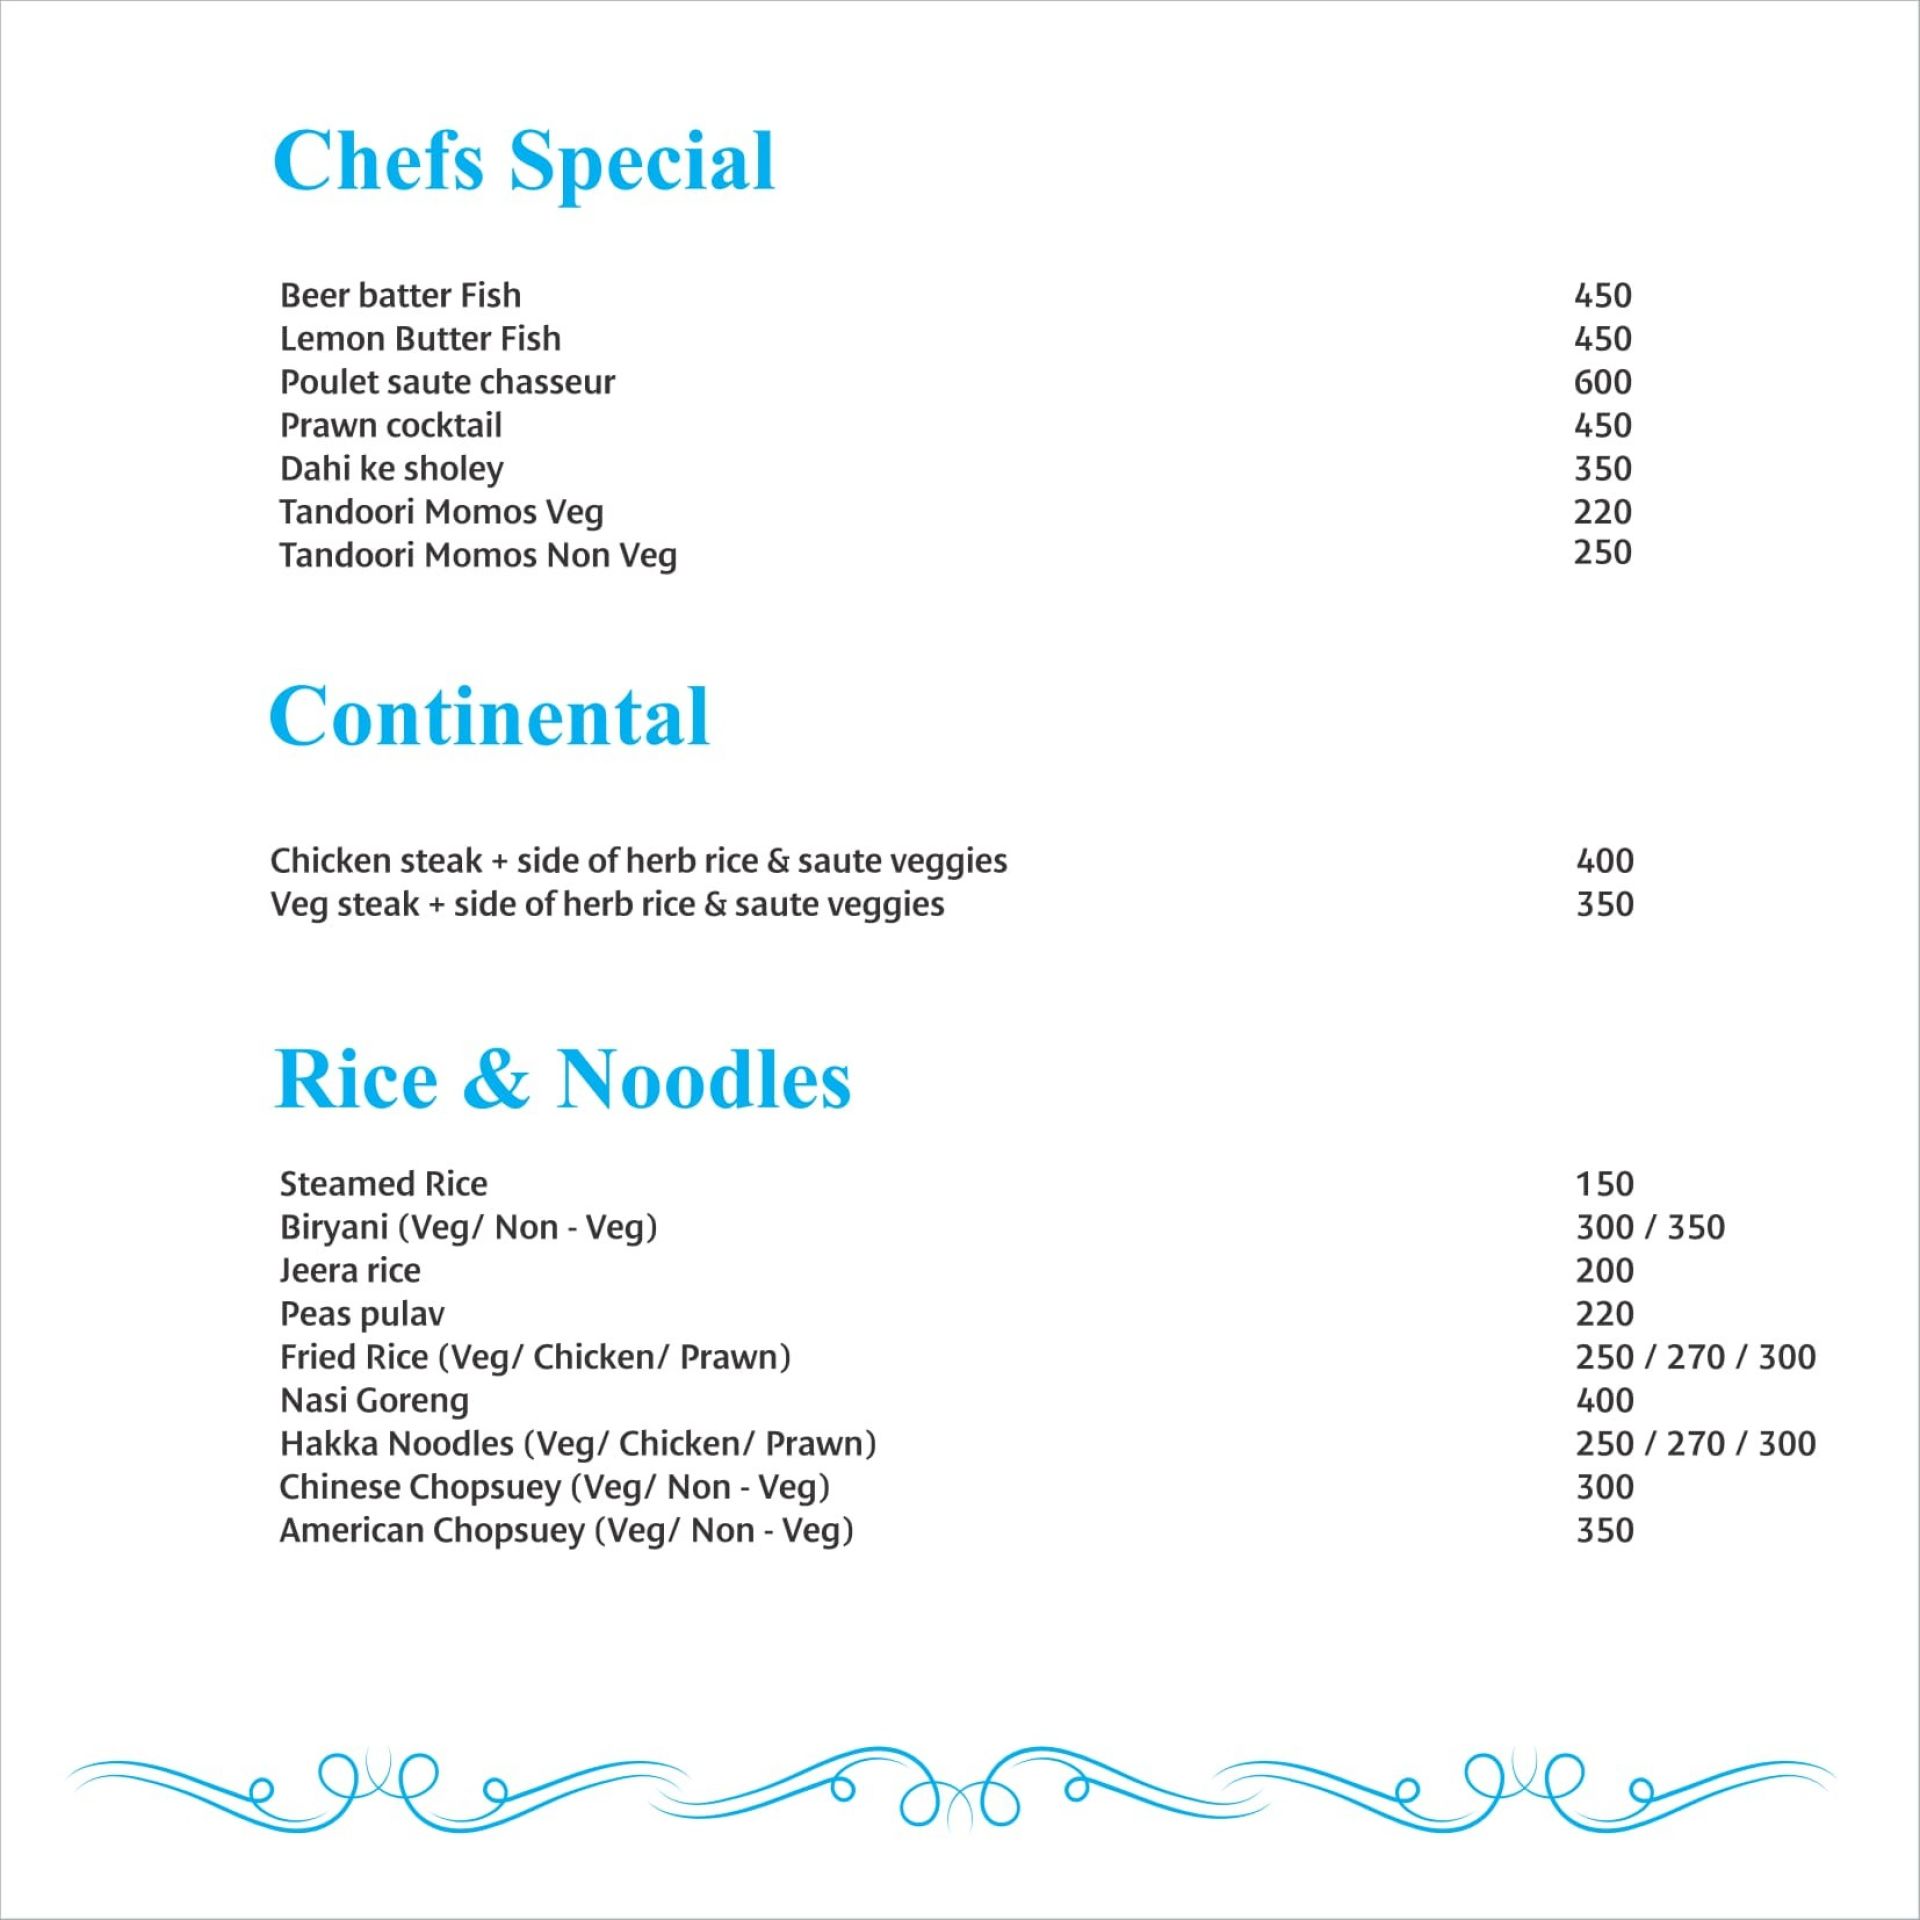 Chefs Special
Beer batter Fish 450
Lemon Butter Fish 450
Poulet saute chasseur 600
Prawn cocktail 450
Dahi ke sholey 350
Tandoori Momos Veg 220
Tandoori Momos Non Veg 250
Continental
Chicken steak + side of herb rice & saute veggies 400
Veg steak + side of herb rice & saute veggies 350
Rice & Noodles
Steamed Rice 150
Biryani (Veg/ Non - Veg) 300 / 350
Jeera rice 200
Peas pulav 220
Fried Rice (Veg/ Chicken/ Prawn) 250 / 270 / 300
Nasi Goreng 400
Hakka Noodles (Veg/ Chicken/ Prawn) 250 / 270 / 300
Chinese Chopsuey (Veg/ Non - Veg) 300
American Chopsuey (Veg/ Non - Veg) 350